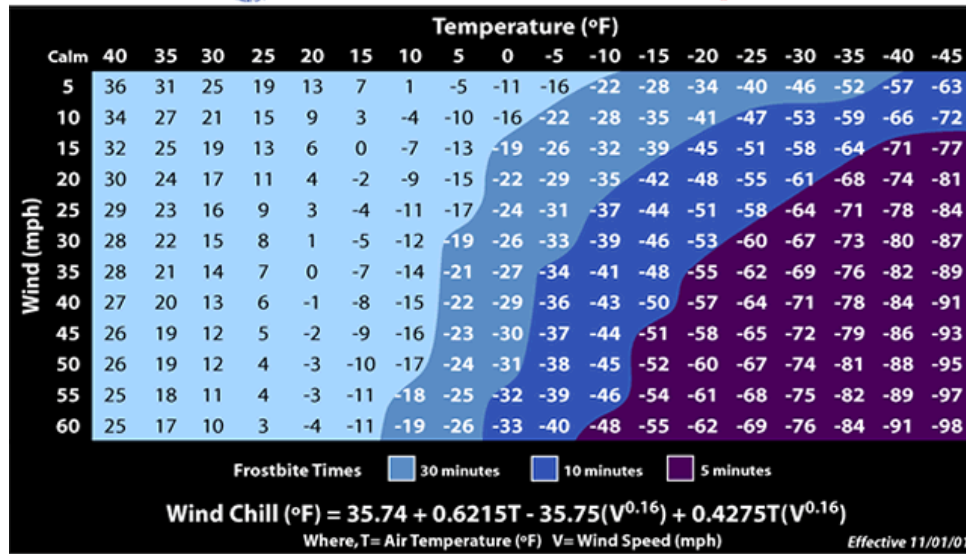 Temperature (ºF)
Calm 40 35 30 25 20 15 10 5 0 -5 -10 -15 -20 -25 -30 -35 -40 -45
5 36 31 25 19 13 7 1 -5 -11 -16 -22 -28 -34 -40 -46 -52 -57 -63
10 34 27 21 15 9 3 -4 -10 -16 -22 -28 -35 -41 -47 -53 -59 -66 -72
15 32 25 19 13 6 0 -7 -13 -19 -26 -32 -39 -45 -51 -58 -64 -71 -77
20 30 24 17 11 4 -2 -9 -15 -22 -29 -35 -42 -48 -55 -61 -68 -74 -81
25 29 23 16 9 3 -4 -11 -17 -24 -31 -37 -44 -51 -58 -64 -71 -78 -84
30 28 22 15 8 1 -5 -12 -19 -26 -33 -39 -46 -53 -60 -67 -73 -80 -87
35 28 21 14 7 0 -7 -14 -21 -27 -34 -41 -48 -55 -62 -69 -76 -82 -89
40 27 20 13 6 -1 -8 -15 -22 -29 -36 -43 -50 -57 -64 -71 -78 -84 -91
45 26 19 12 5 -2 -9 -16 -23 -30 -37 -44 -51 -58 -65 -72 -79 -86 -93
50 26 19 12 4 -3 -10 -17 -24 -31 -38 -45 -52 -60 -67 -74 -81 -88 -95
55 25 18 11 4 -3 -11 -18 -25 -32 -39 -46 -54 -61 -68 -75 -82 -89 -97
60 25 17 10 3 -4 -11 -19 -26 -33 -40 -48 -55 -62 -69 -76 -84 -91 -98
Wind (mph)
Frostbite Times 30 minutes 10 minutes 5 minutes
Wind Chill (ºF) = 35.74 + 0.6215T - 35.75(V0.16) + 0.4275T(V0.16)
Where, T= Air Temperature (ºF) V= Wind Speed (mph) Effective 11/01/01